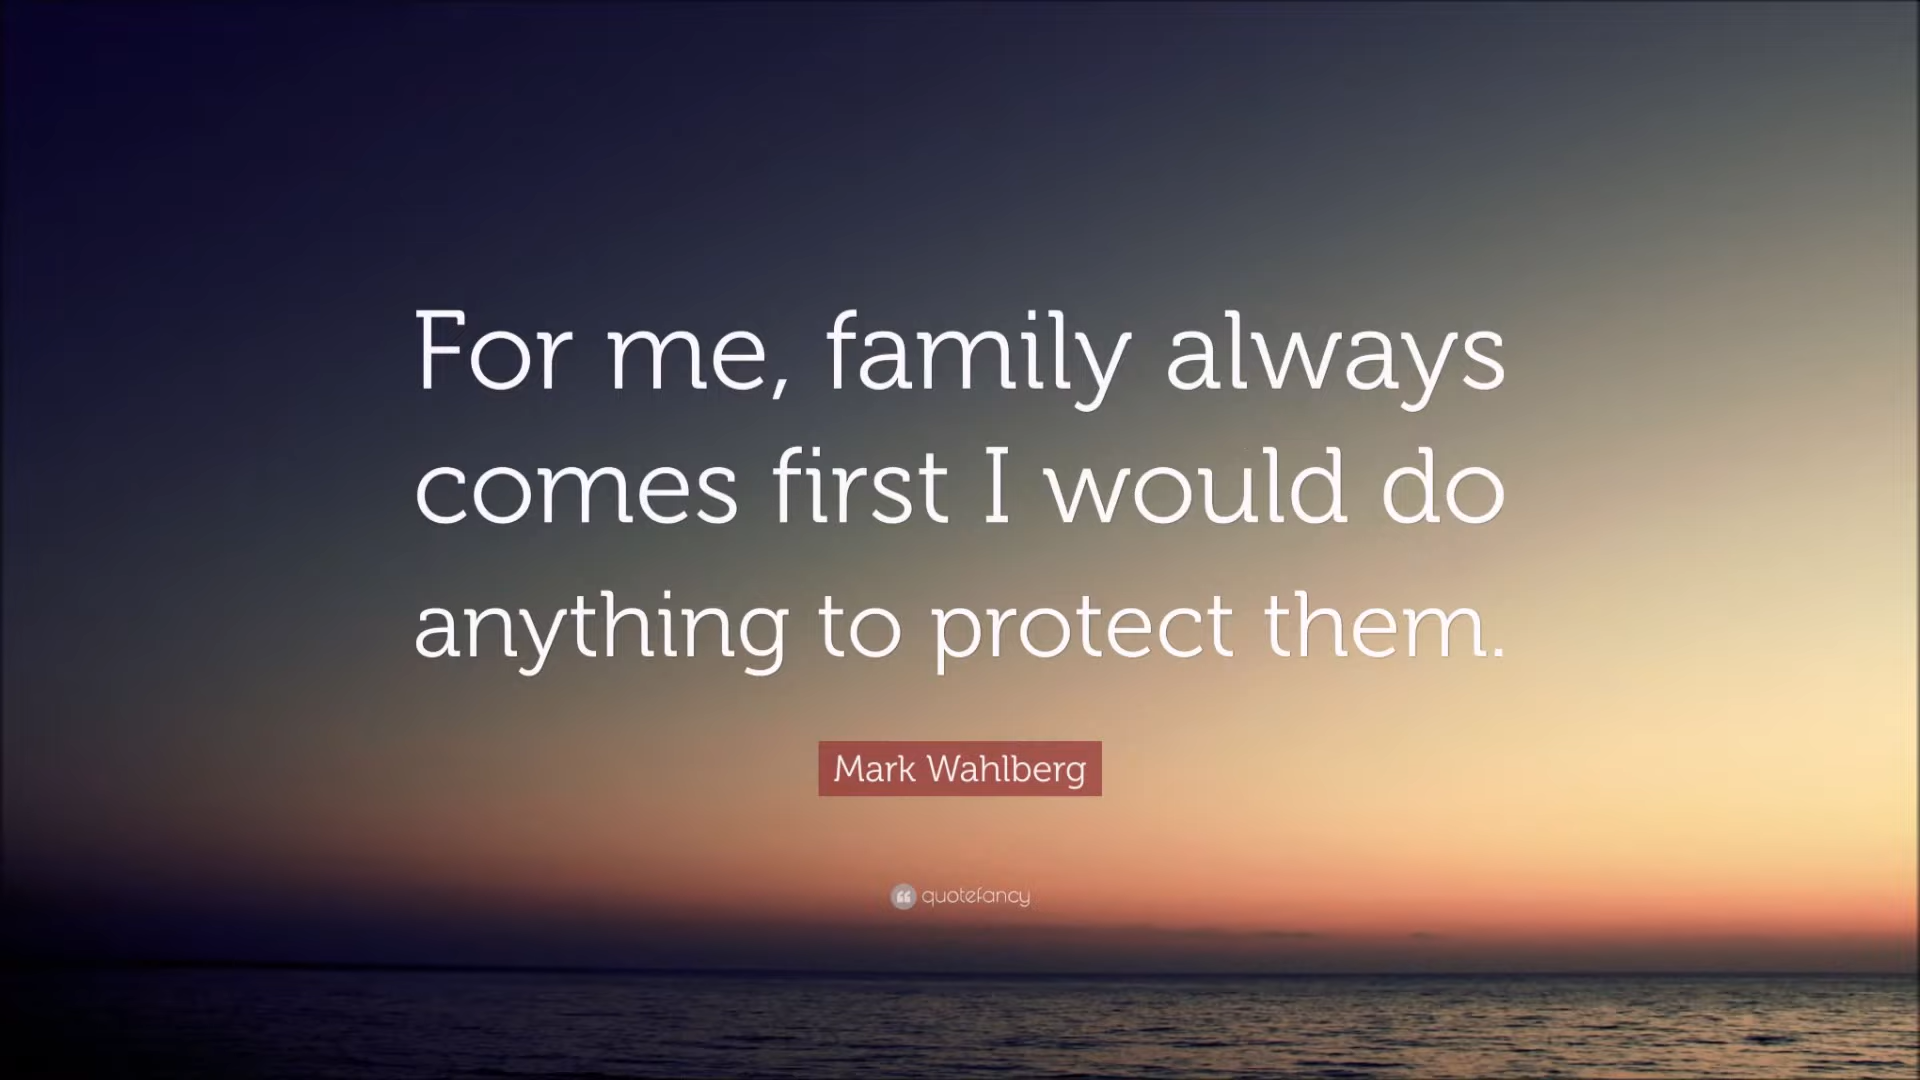 For me, family always
comes first I would do
anything to protect them.
Mark Wahlberg
quotefancy